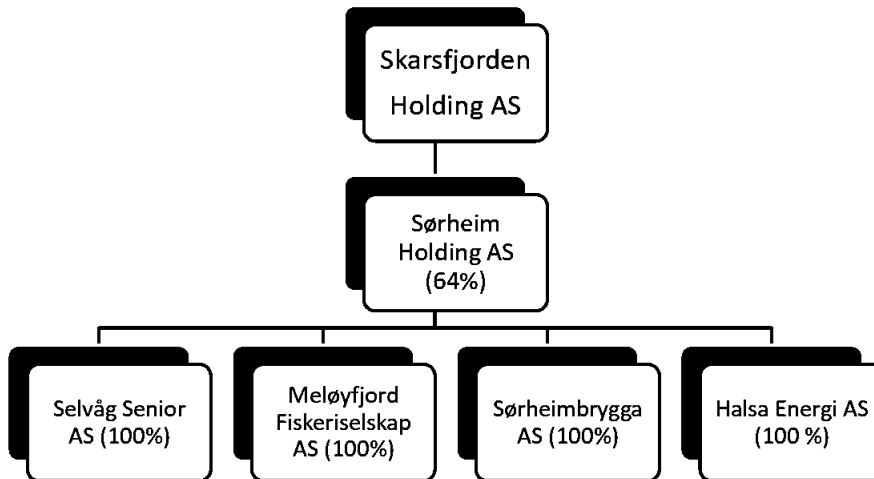 Skarsfjorden
Holding AS
Sørheim
Holding AS
(64%)
Selvåg Senior
AS (100%)
Meløyfjord
Fiskeriselskap
AS (100%)
Sørheimbrygga
AS (100%)
Halsa Energi AS
(100 %)